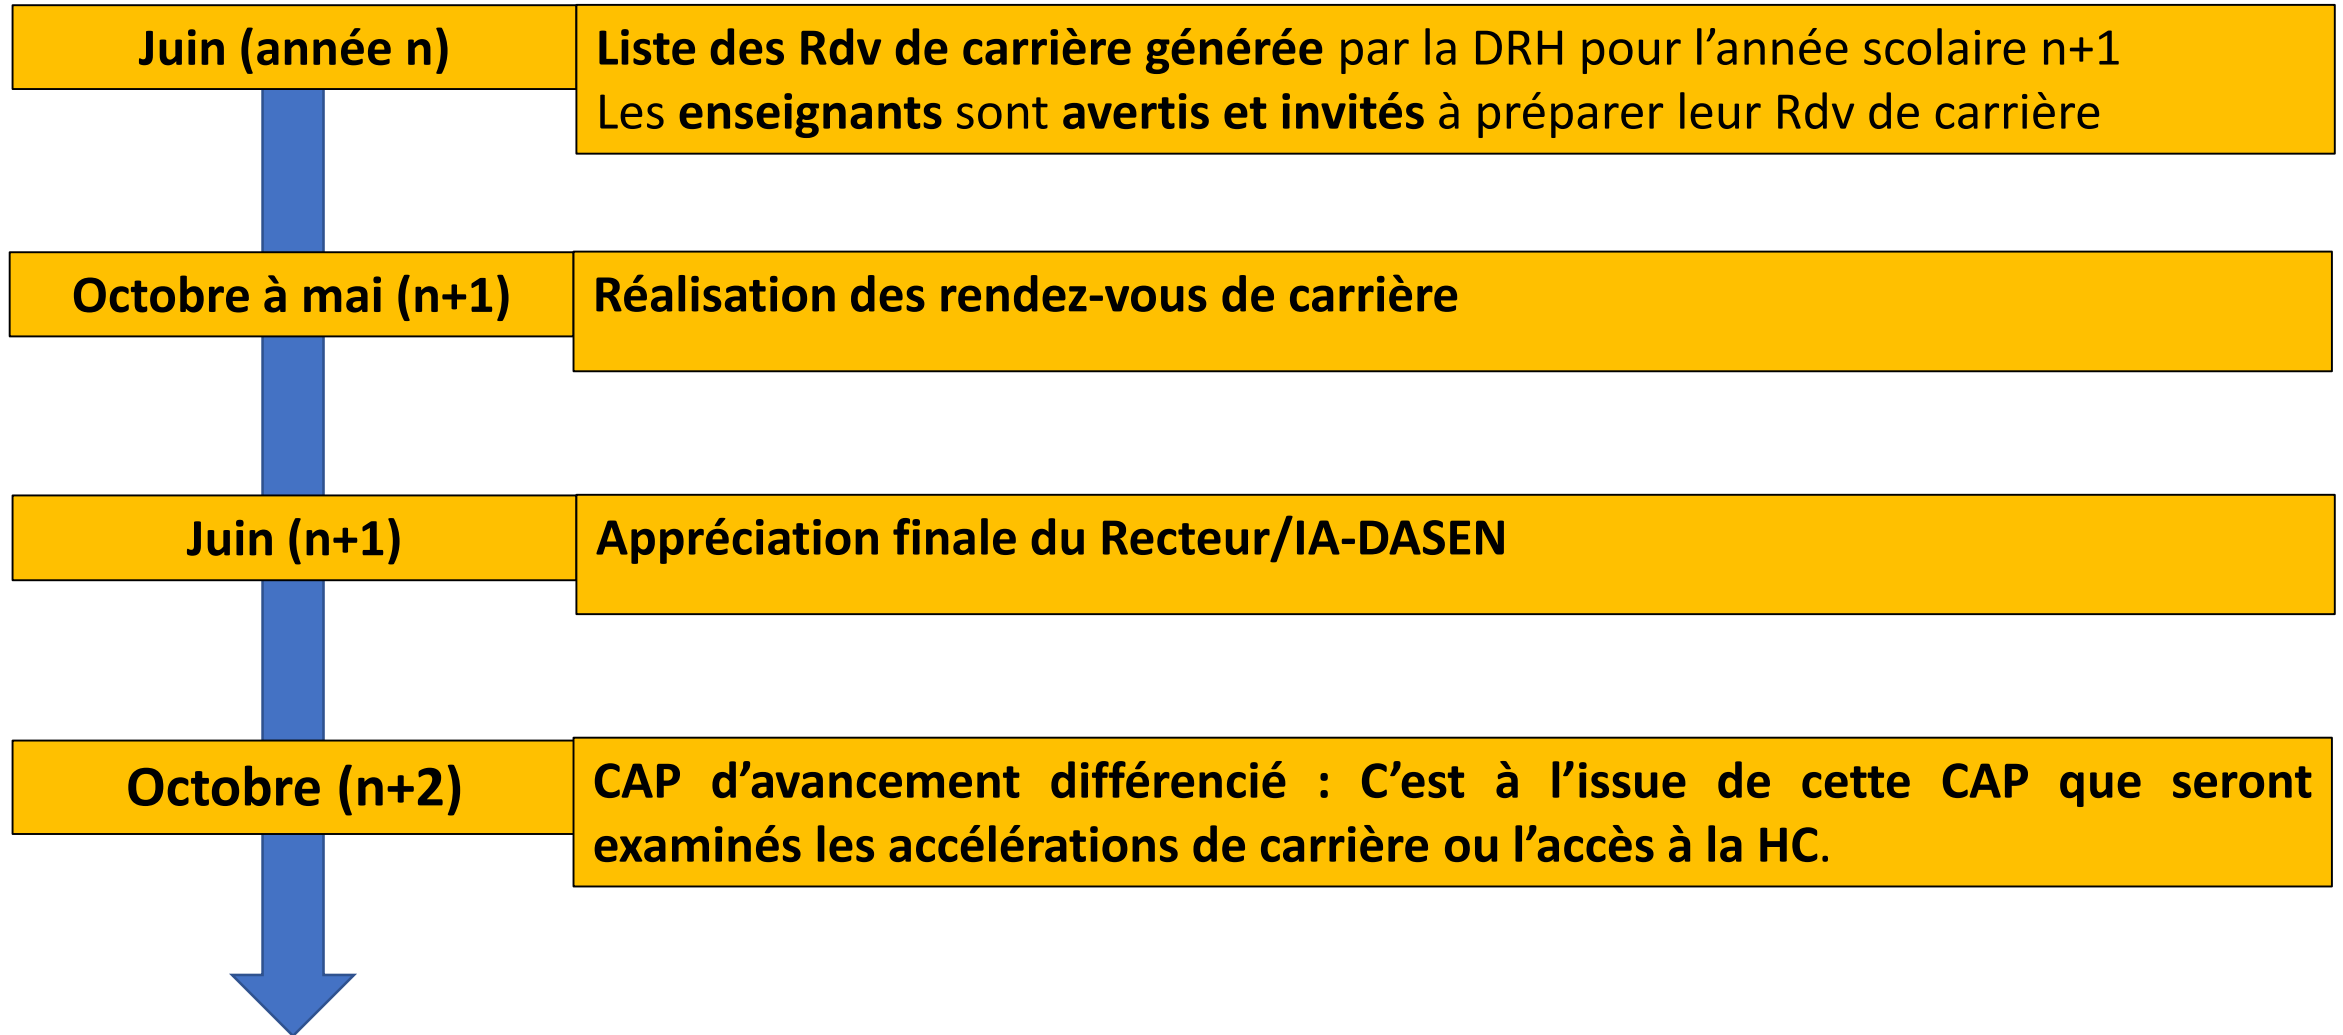 Juin (année n)
Liste des Rdv de carrière générée par la DRH pour l’année scolaire n+1
Les enseignants sont avertis et invités à préparer leur Rdv de carrière
Octobre à mai (n+1)
Réalisation des rendez-vous de carrière
Juin (n+1)
Appréciation finale du Recteur/IA-DASEN
Octobre (n+2)
CAP d’avancement différencié : C’est à l’issue de cette CAP que seront
examinés les accélérations de carrière ou l’accès à la HC.